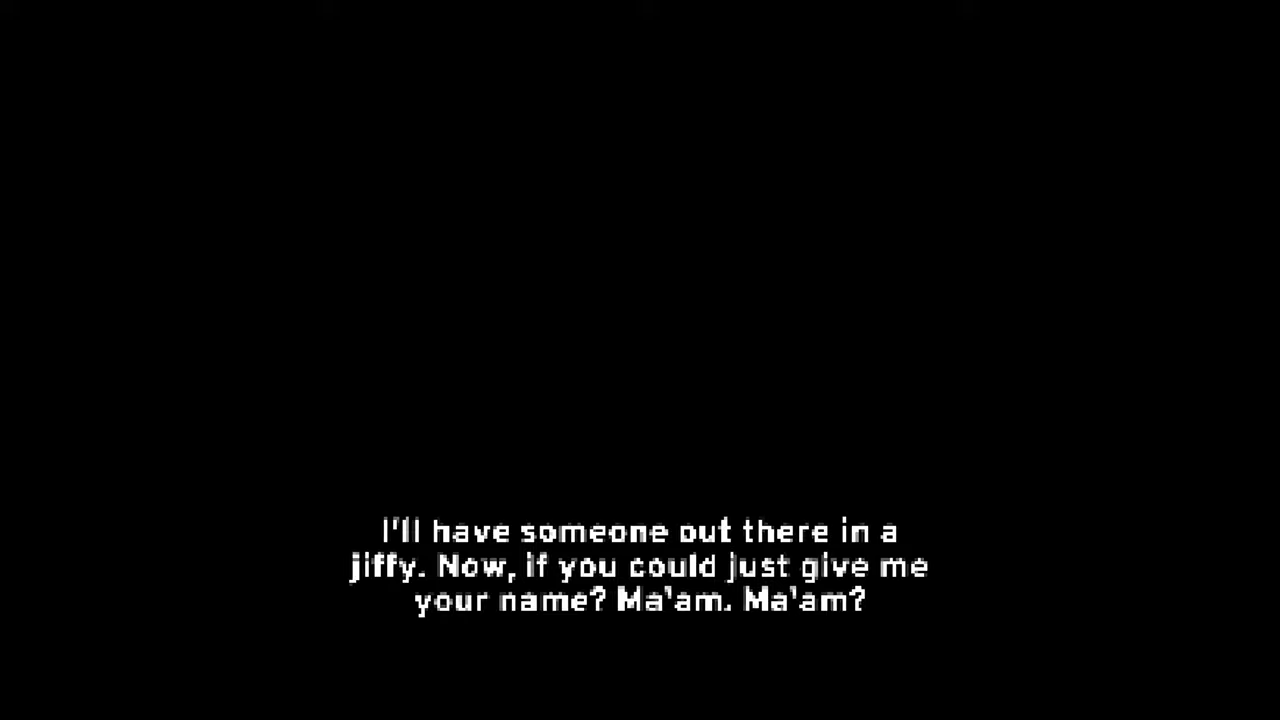 I'll have someone out there in a
jiffy. Now, if you could just give me
your name? Ma'am. Ma'am?